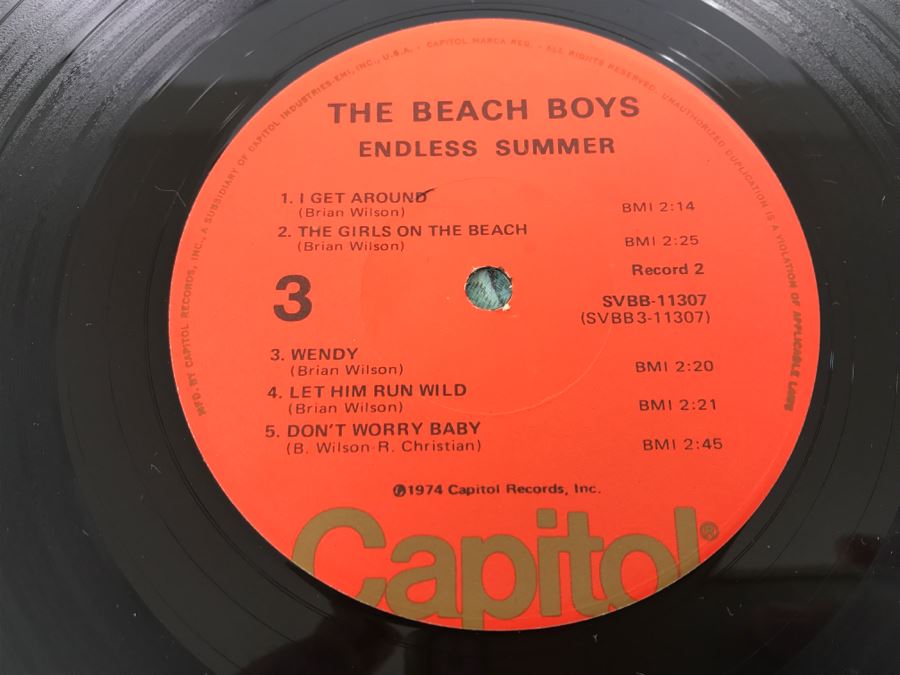 MFD. BY CAPITOL RECORDS, INC., A SUBSIDIARY OF CAPITOL INDUSTRIES-EMI, INC., U.S.A. · CAPITOL MARCA REG. · ALL RIGHTS RESERVED. UNAUTHORIZED DUPLICATION IS A VIOLATION OF APPLICABLE LAWS
THE BEACH BOYS
ENDLESS SUMMER
1. I GET AROUND
(Brian Wilson) BMI 2:14
2. THE GIRLS ON THE BEACH
(Brian Wilson) BMI 2:25
3
Record 2
SVBB-11307
(SVBB3-11307)
3. WENDY
(Brian Wilson) BMI 2:20
4. LET HIM RUN WILD
(Brian Wilson) BMI 2:21
5. DON'T WORRY BABY
(B. Wilson-R. Christian) BMI 2:45
℗1974 Capitol Records, Inc.
Capitol®